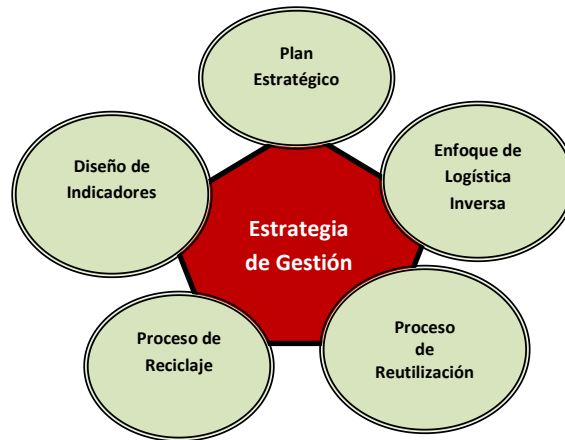 Plan
Estratégico
Enfoque de
Logística
Inversa
Proceso
de
Reutilización
Proceso de
Reciclaje
Diseño de
Indicadores
Estrategia
de Gestión